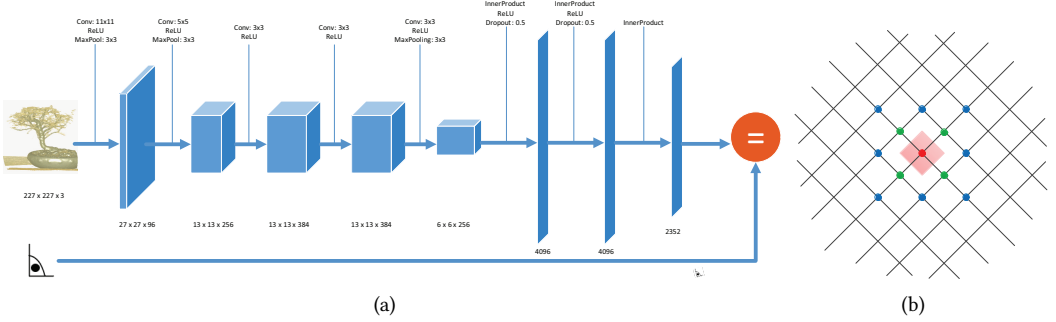 Conv: 11x11
ReLU
MaxPool: 3x3
Conv: 5x5
ReLU
MaxPool: 3x3
Conv: 3x3
ReLU
Conv: 3x3
ReLU
Conv: 3x3
ReLU
MaxPooling: 3x3
InnerProduct
ReLU
Dropout: 0.5
InnerProduct
ReLU
Dropout: 0.5
InnerProduct
=
227 x 227 x 3
27 x 27 x 96
13 x 13 x 256
13 x 13 x 384
13 x 13 x 384
6 x 6 x 256
4096
4096
2352
(a)
(b)